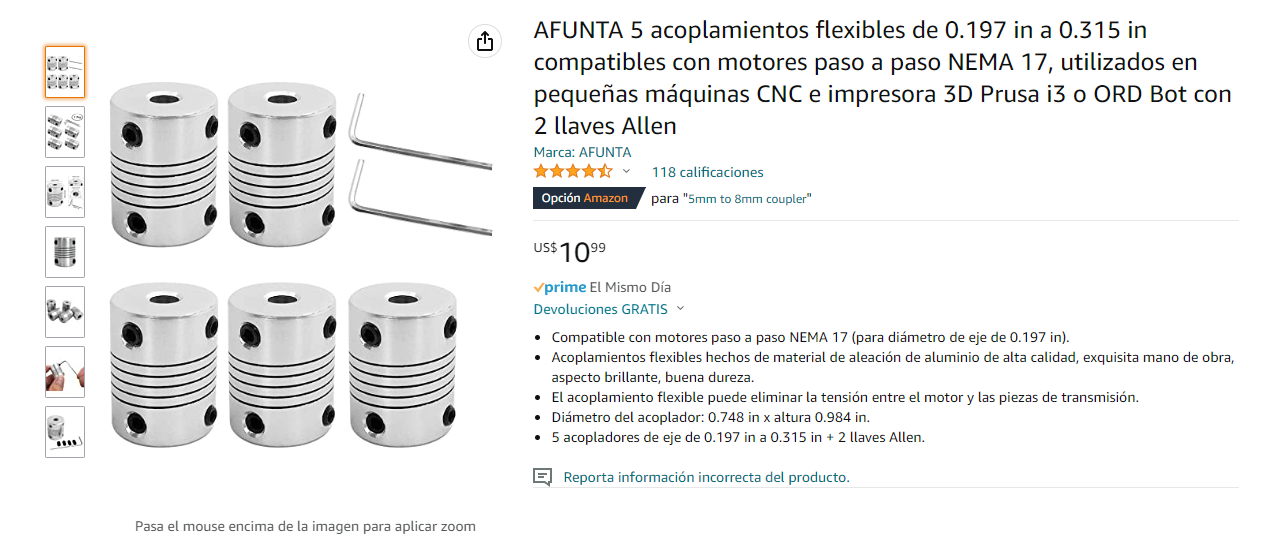 AFUNTA 5 acoplamientos flexibles de 0.197 in a 0.315 in
compatibles con motores paso a paso NEMA 17, utilizados en
pequeñas máquinas CNC e impresora 3D Prusa i3 o ORD Bot con
2 llaves Allen
Marca: AFUNTA
118 calificaciones
Opción Amazon para "5mm to 8mm coupler"
US$10.99
prime El Mismo Día
Devoluciones GRATIS
Compatible con motores paso a paso NEMA 17 (para diámetro de eje de 0.197 in).
Acoplamientos flexibles hechos de material de aleación de aluminio de alta calidad, exquisita mano de obra,
aspecto brillante, buena dureza.
El acoplamiento flexible puede eliminar la tensión entre el motor y las piezas de transmisión.
Diámetro del acoplador: 0.748 in x altura 0.984 in.
5 acopladores de eje de 0.197 in a 0.315 in + 2 llaves Allen.
Reporta información incorrecta del producto.
Pasa el mouse encima de la imagen para aplicar zoom